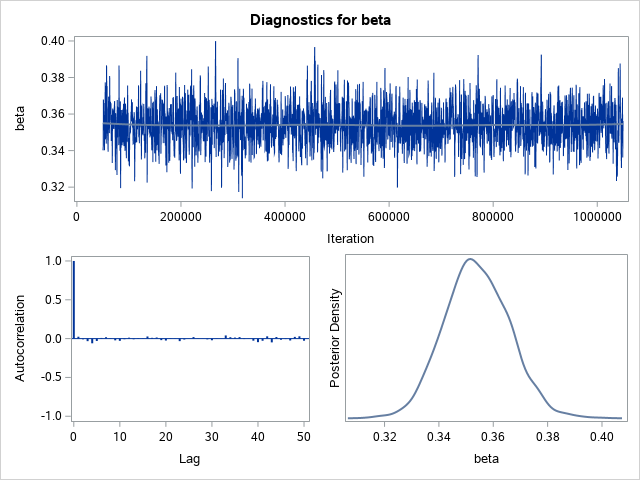 Diagnostics for beta
0.40
0.38
0.36
0.34
0.32
beta
0 200000 400000 600000 800000 1000000
Iteration
1.0
0.5
0.0
-0.5
-1.0
Autocorrelation
0 10 20 30 40 50
Lag
Posterior Density
0.32 0.34 0.36 0.38 0.40
beta